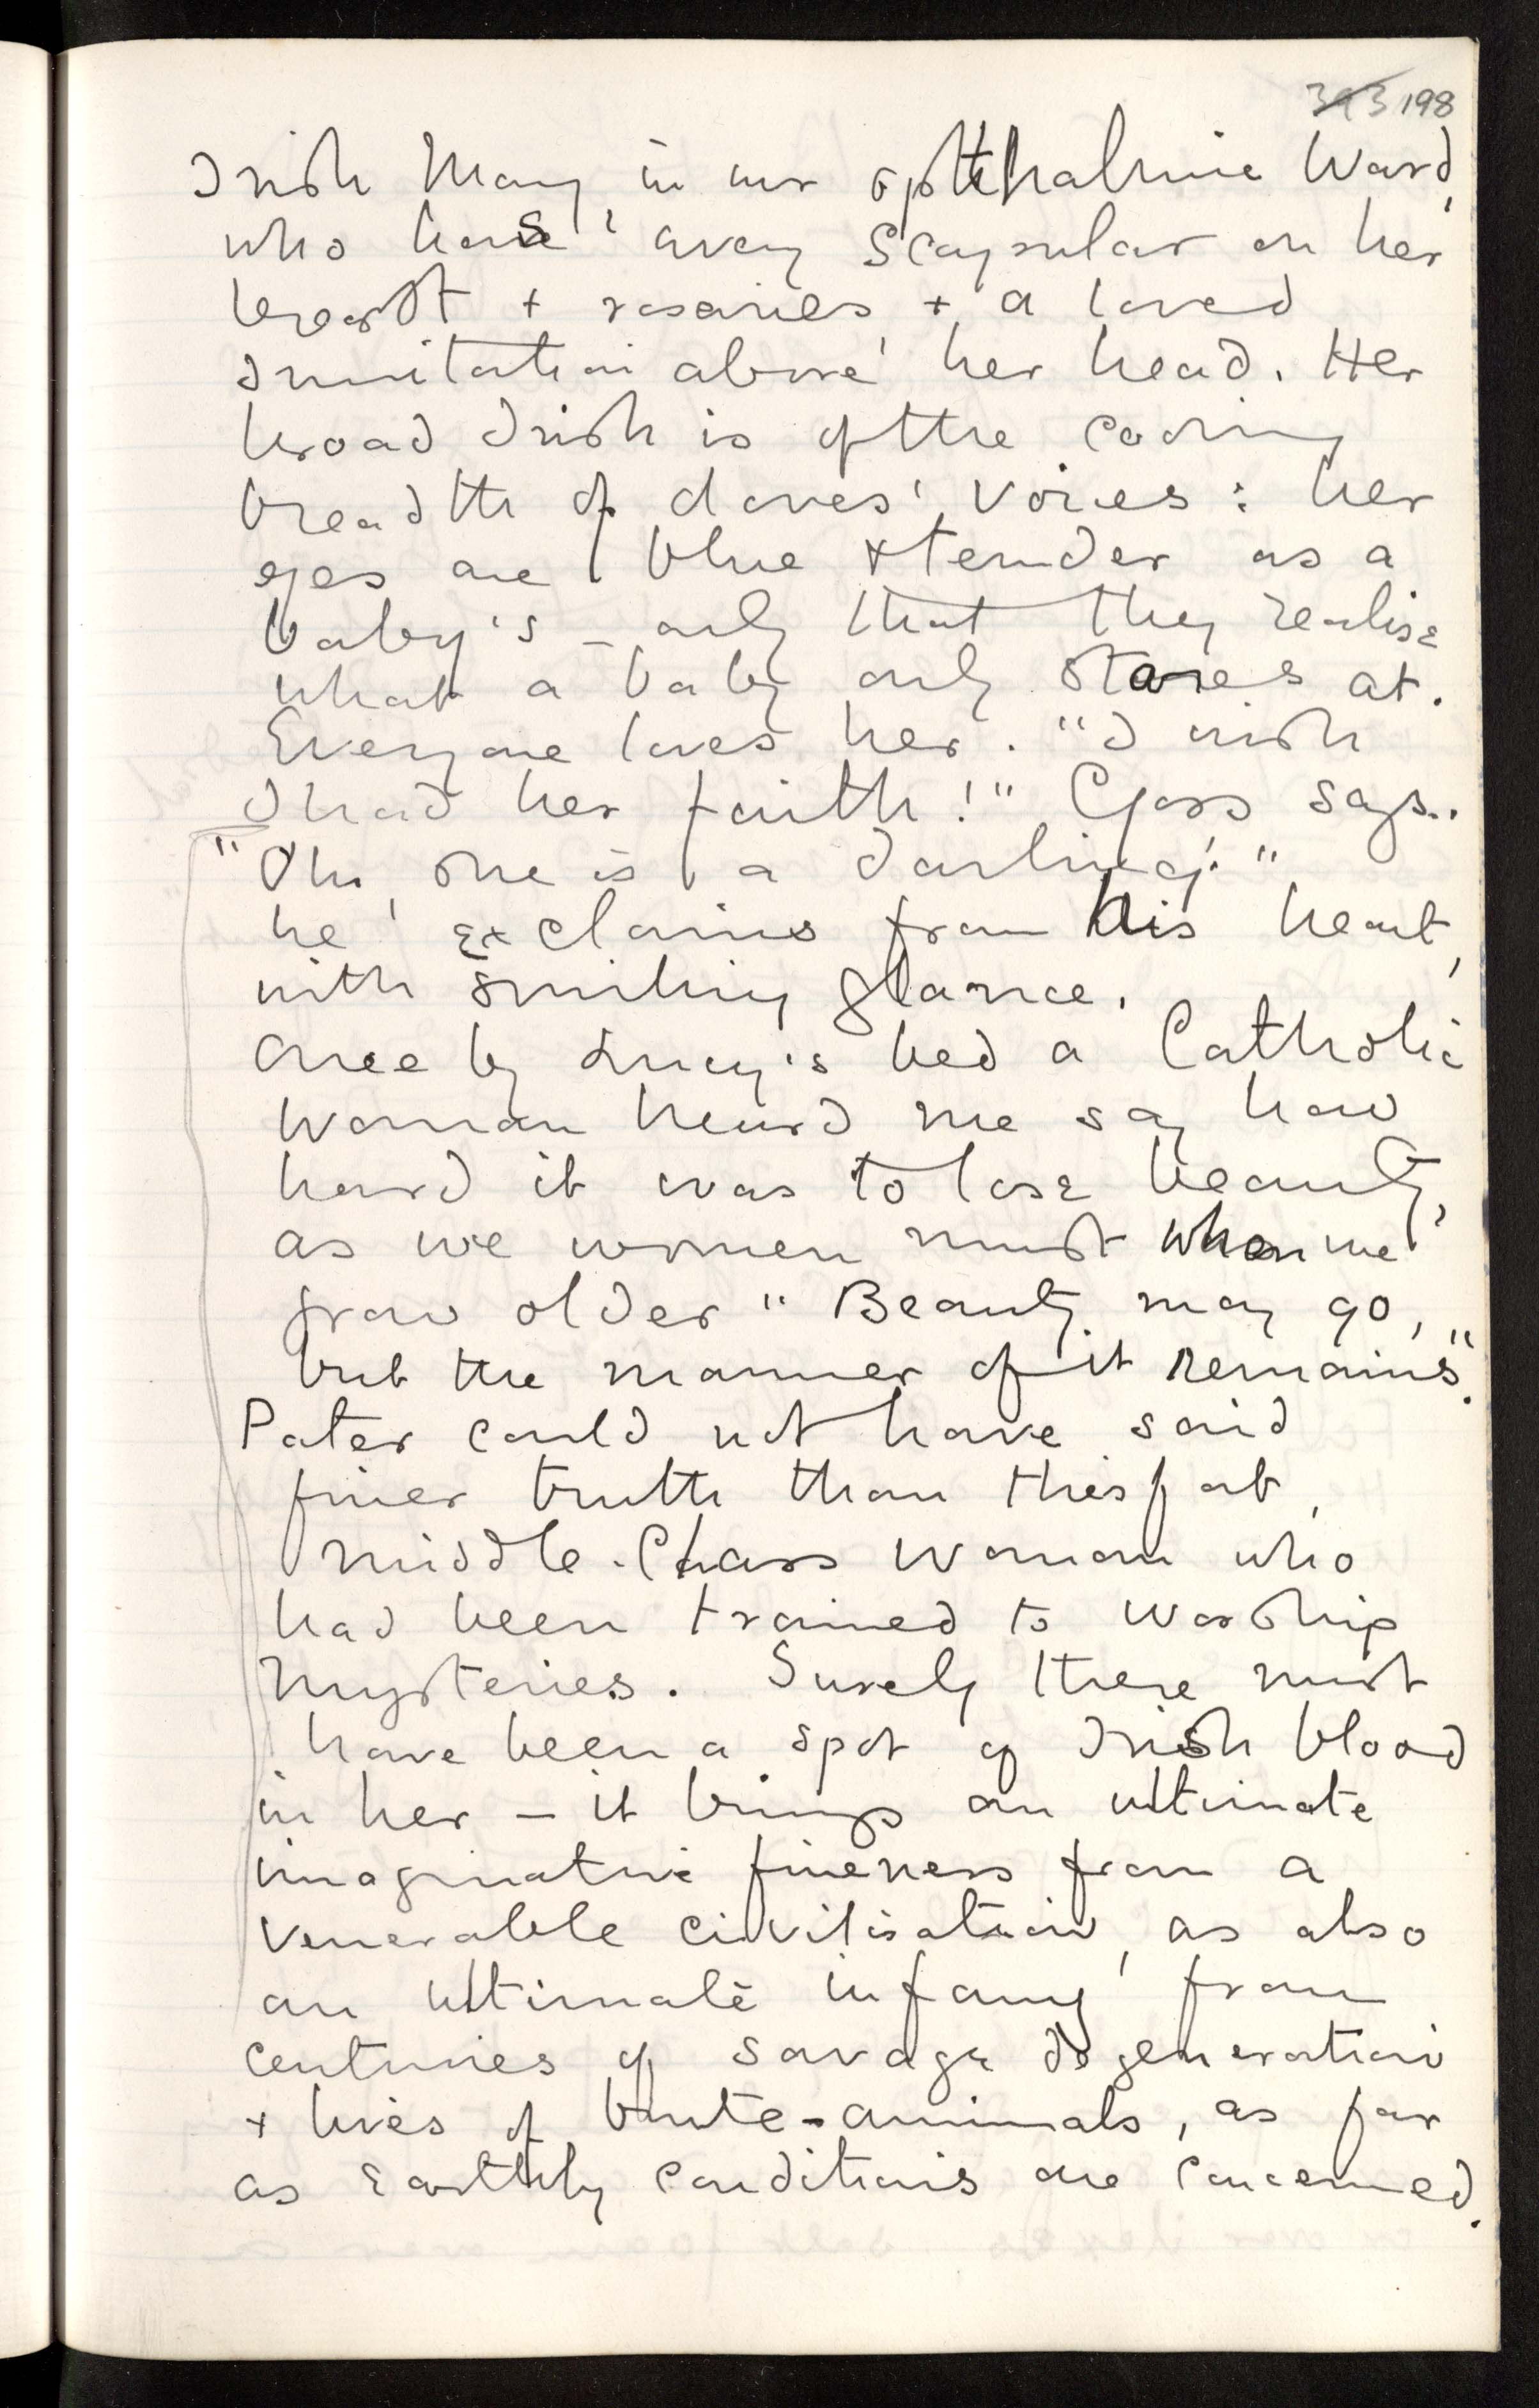 393 198
Irish Mary, in our opthhalmic Ward,
who has every Scapular on her
breast + rosaries, + a loved
Imitation above her head. Her
broad Irish is of the cooing
breadth of doves' voices: her
eyes are blue & tender as a
baby's – only that they realise
what a baby only stares at.
Everyone loves her. "I wish
I had her faith!" Goss says..
"Oh, she is a darling!"
he exclaims from his heart,
with smiling glance.
Once by Lucy's bed a Catholic
Woman heard me say how
hard it was to lose beauty,
as we women must when we
grow older "Beauty may go,
but the manner of it remains".
Pater could not have said
finer truth than this fat,
middle-Class woman who
had been trained to worship
Mysteries. Surely there must
have been a spot of Irish blood
in her – it brings an ultimate
imaginative fineness from a
venerable civilisation, as also
an ultimate infamy from
centuries of savage degeneration
+ lives of brute-animals, as far
as earthly conditions are concerned.